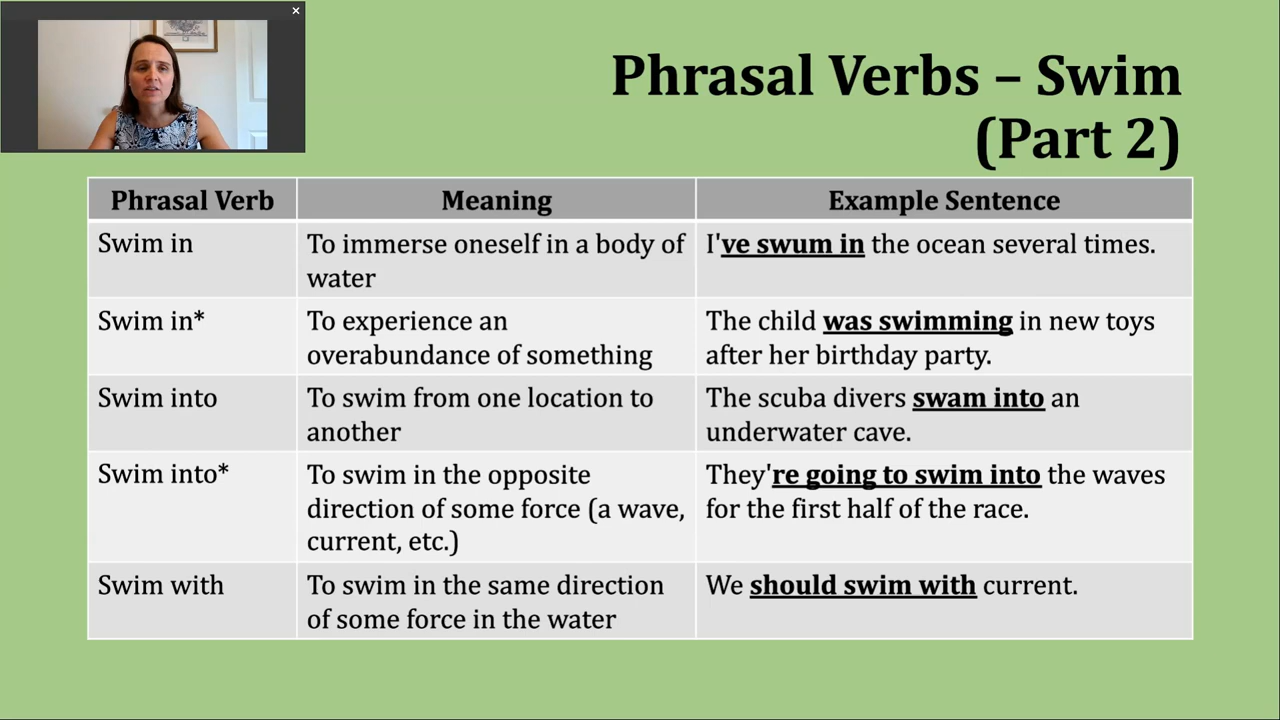 Phrasal Verbs – Swim
(Part 2)
Phrasal Verb
Meaning
Example Sentence
Swim in
To immerse oneself in a body of
water
I've swum in the ocean several times.
Swim in*
To experience an
overabundance of something
The child was swimming in new toys
after her birthday party.
Swim into
To swim from one location to
another
The scuba divers swam into an
underwater cave.
Swim into*
To swim in the opposite
direction of some force (a wave,
current, etc.)
They're going to swim into the waves
for the first half of the race.
Swim with
To swim in the same direction
of some force in the water
We should swim with current.